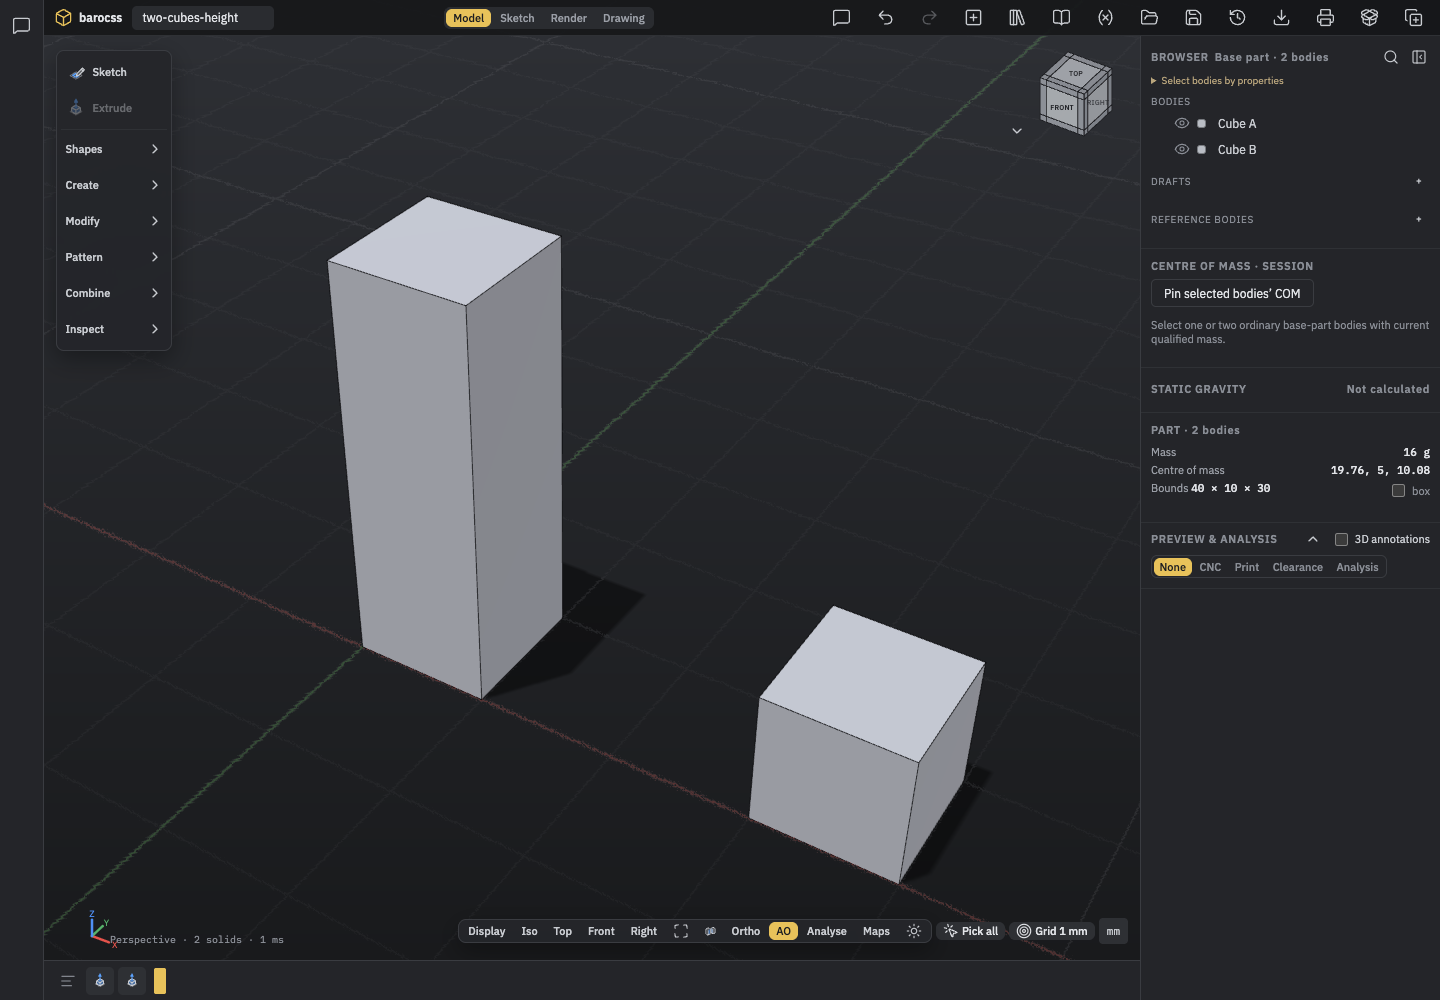 barocss
two-cubes-height
Model Sketch Render Drawing
Sketch
Extrude
Shapes
Create
Modify
Pattern
Combine
Inspect
TOP
FRONT
RIGHT
BROWSER Base part · 2 bodies
Select bodies by properties
BODIES
Cube A
Cube B
DRAFTS +
REFERENCE BODIES +
CENTRE OF MASS · SESSION
Pin selected bodies’ COM
Select one or two ordinary base-part bodies with current
qualified mass.
STATIC GRAVITY Not calculated
PART · 2 bodies
Mass 16 g
Centre of mass 19.76, 5, 10.08
Bounds 40 × 10 × 30 box
PREVIEW & ANALYSIS 3D annotations
None CNC Print Clearance Analysis
Z
Y
X
Perspective · 2 solids · 1 ms
Display Iso Top Front Right Ortho AO Analyse Maps Pick all Grid 1 mm mm